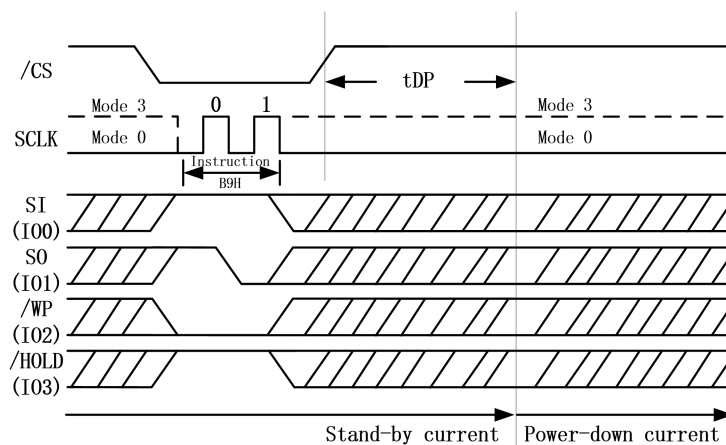 /CS
tDP
Mode 3
0 1
Mode 3
SCLK
Mode 0
Mode 0
Instruction
B9H
SI
(IO0)
SO
(IO1)
/WP
(IO2)
/HOLD
(IO3)
Stand-by current
Power-down current